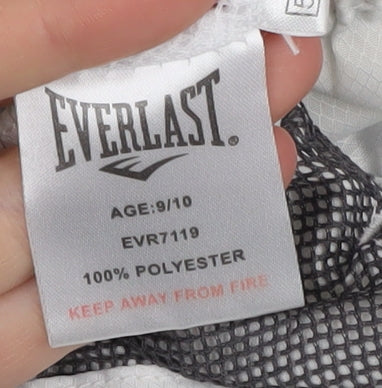 EVERLAST®
AGE:9/10
EVR7119
100% POLYESTER
KEEP AWAY FROM FIRE